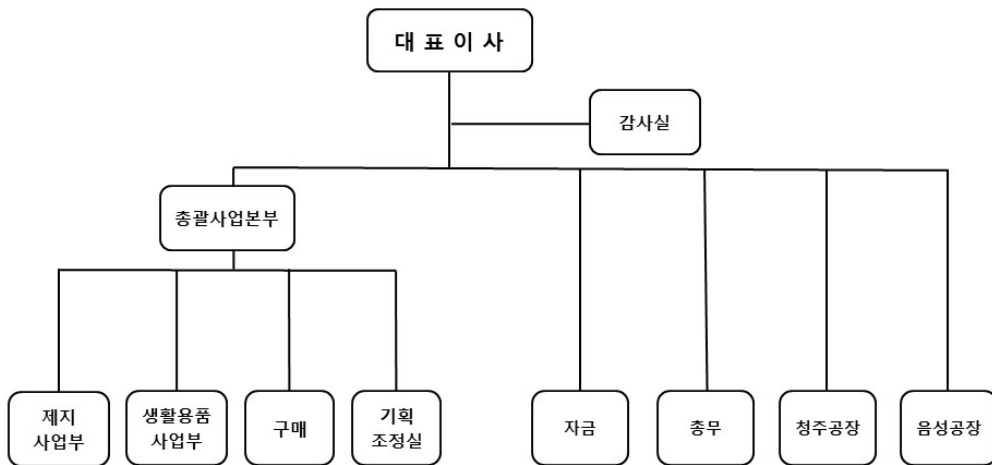 대 표 이 사
감사실
총괄사업본부
제지
사업부
생활용품
사업부
구매
기획
조정실
자금
총무
청주공장
음성공장